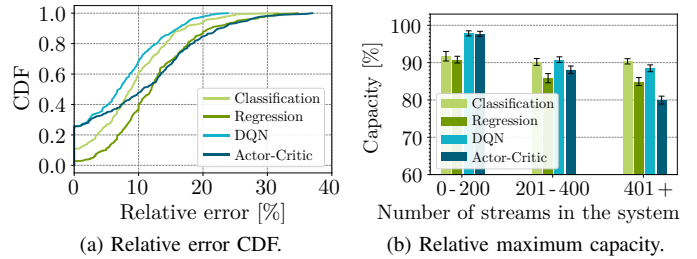 CDF
1.0
0.8
0.6
0.4
0.2
0.0
Classification
Regression
DQN
Actor-Critic
0 10 20 30 40
Relative error [%]
(a) Relative error CDF.
Capacity [%]
100
90
80
70
60
Classification
Regression
DQN
Actor-Critic
0-200 201-400 401+
Number of streams in the system
(b) Relative maximum capacity.